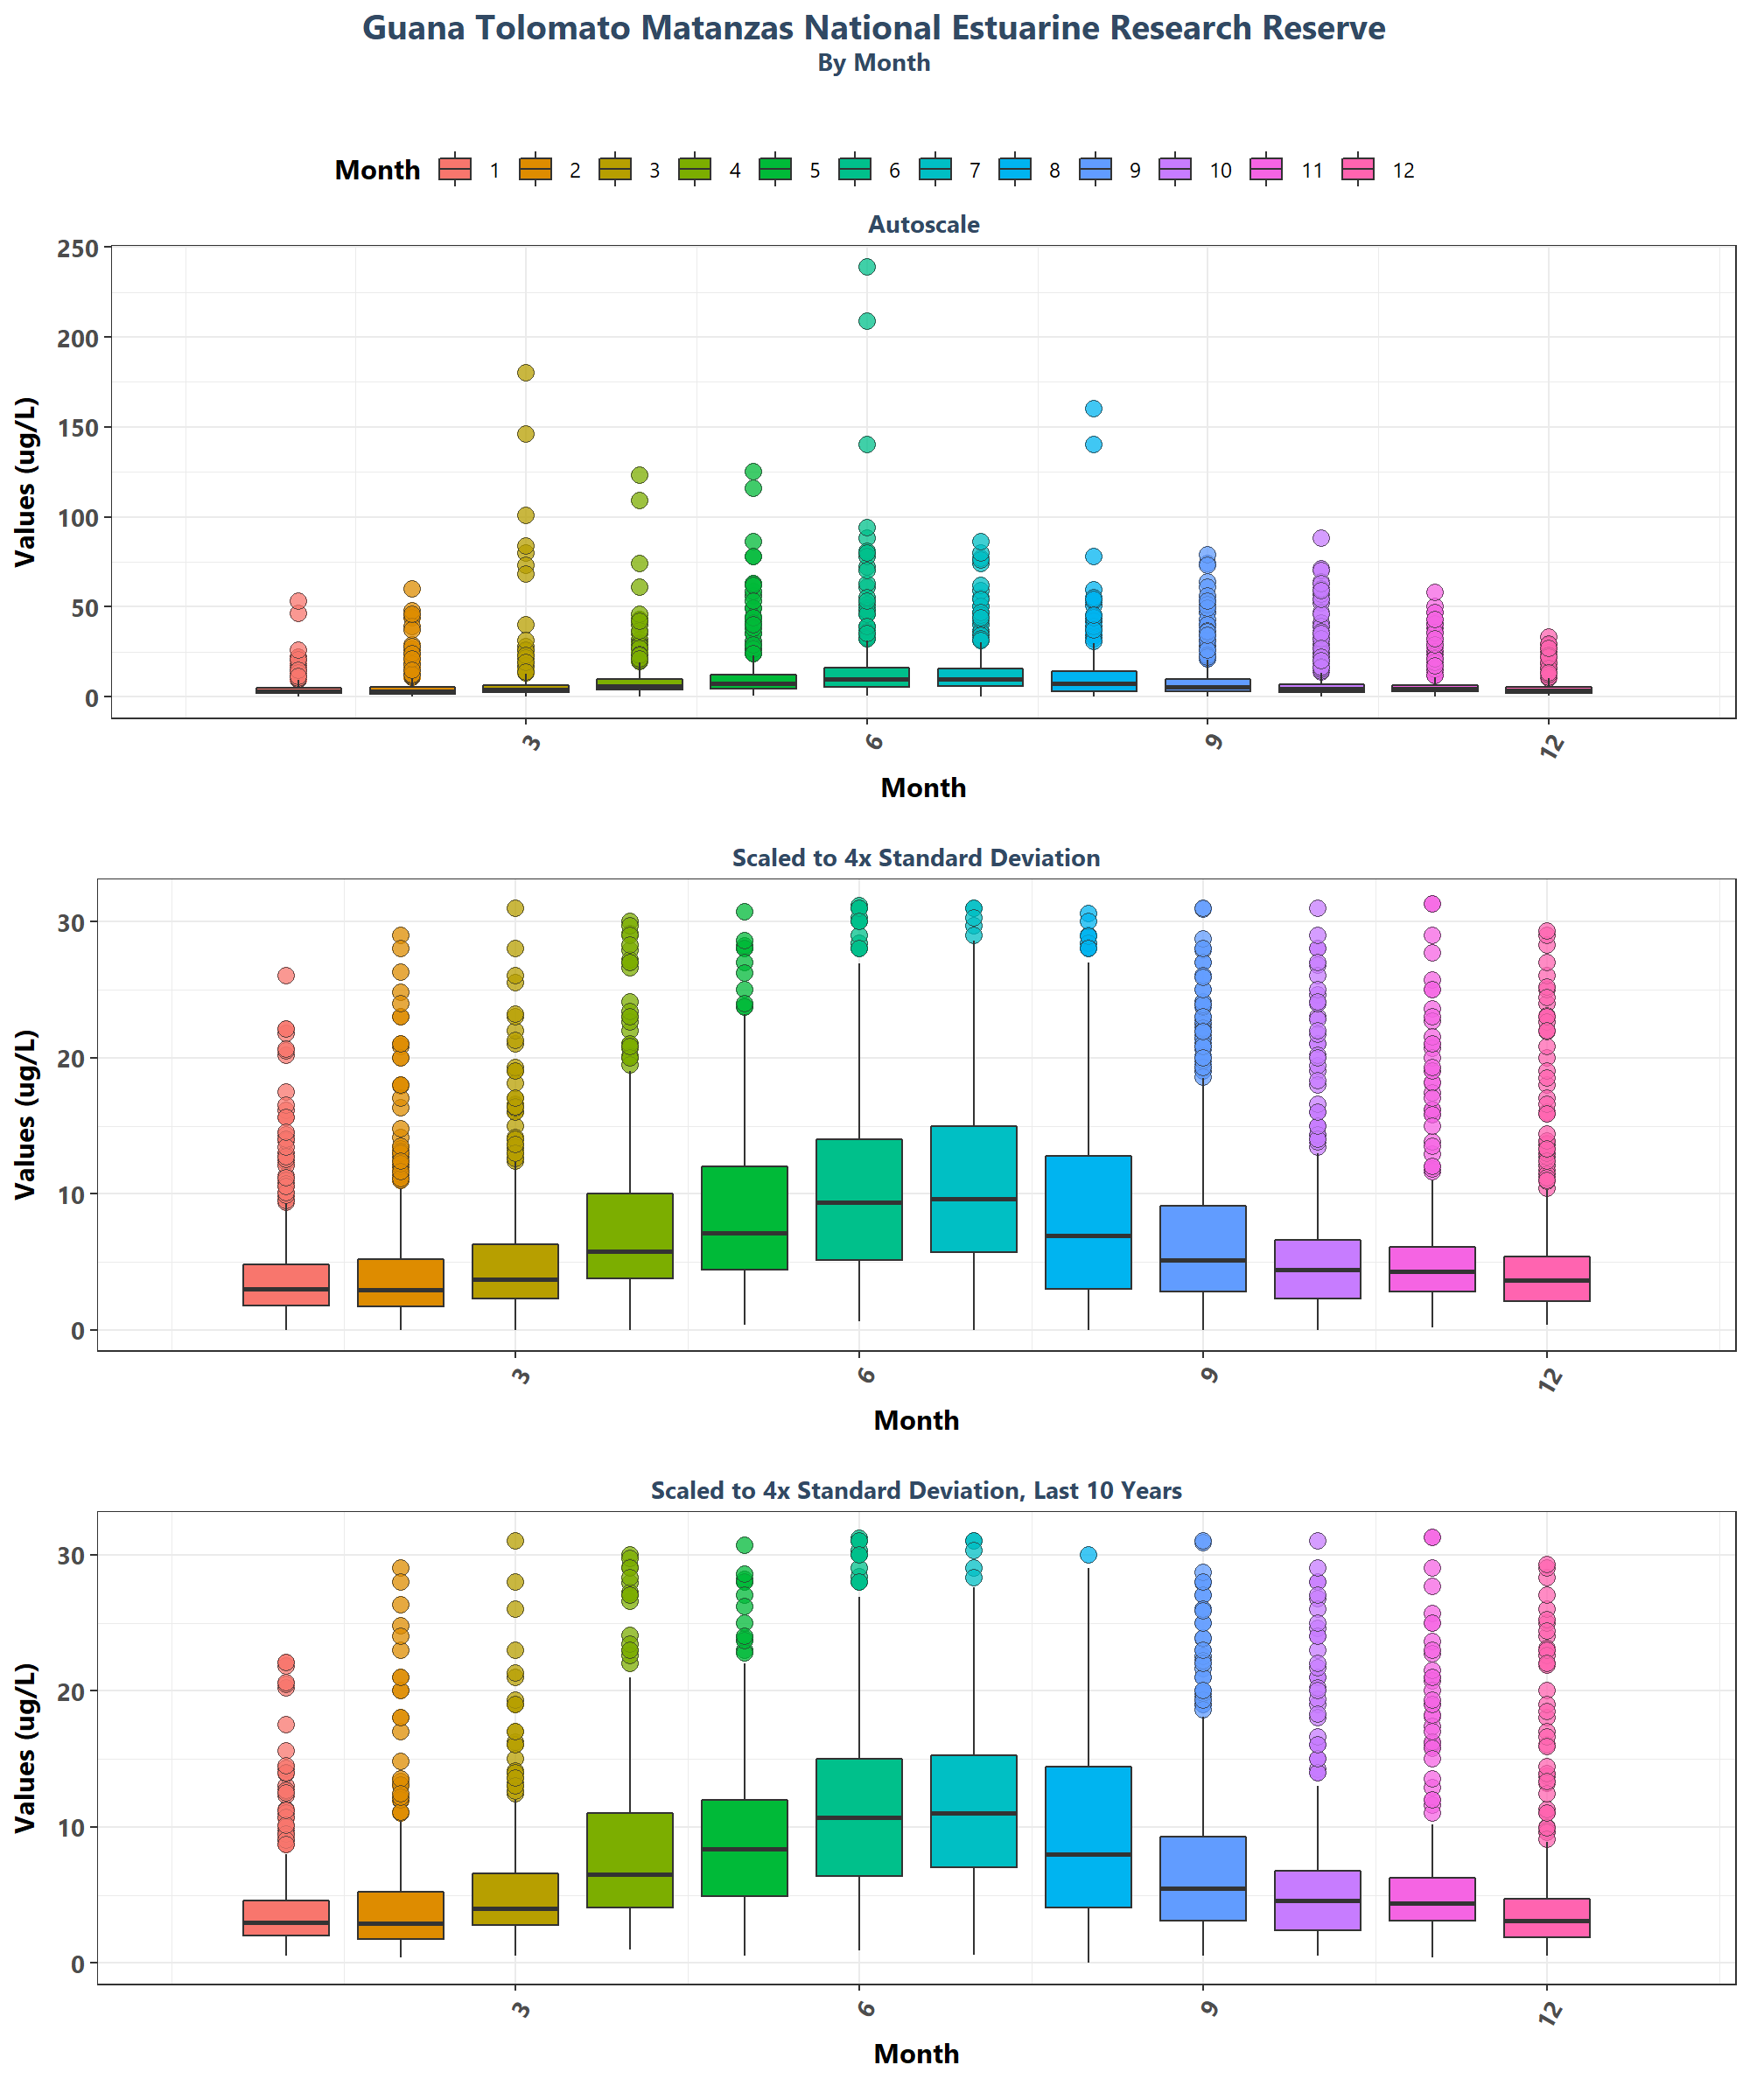 Guana Tolomato Matanzas National Estuarine Research Reserve
By Month
Month 1 2 3 4 5 6 7 8 9 10 11 12
Autoscale
Values (ug/L)
250
200
150
100
50
0
3 6 9 12
Month
Scaled to 4x Standard Deviation
Values (ug/L)
30
20
10
0
3 6 9 12
Month
Scaled to 4x Standard Deviation, Last 10 Years
Values (ug/L)
30
20
10
0
3 6 9 12
Month